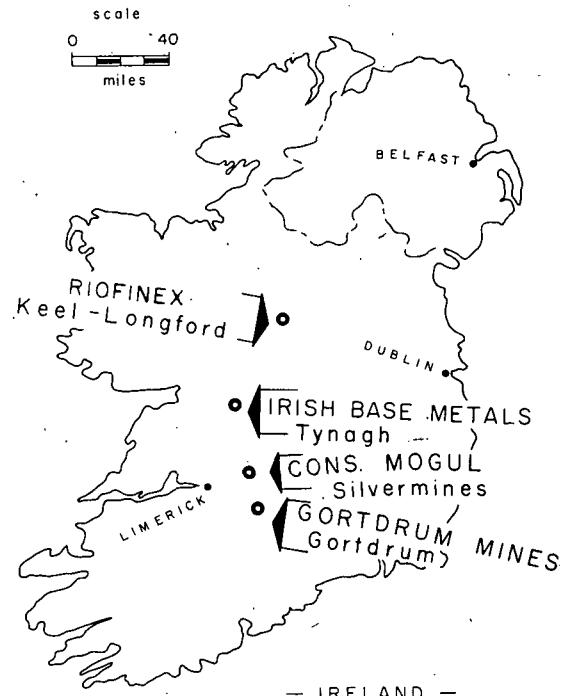 scale
0 40
miles
BELFAST
RIOFINEX
Keel-Longford
DUBLIN
IRISH BASE METALS
Tynagh
CONS. MOGUL
Silvermines
LIMERICK
GORTDRUM MINES
Gortdrum
— IRELAND —